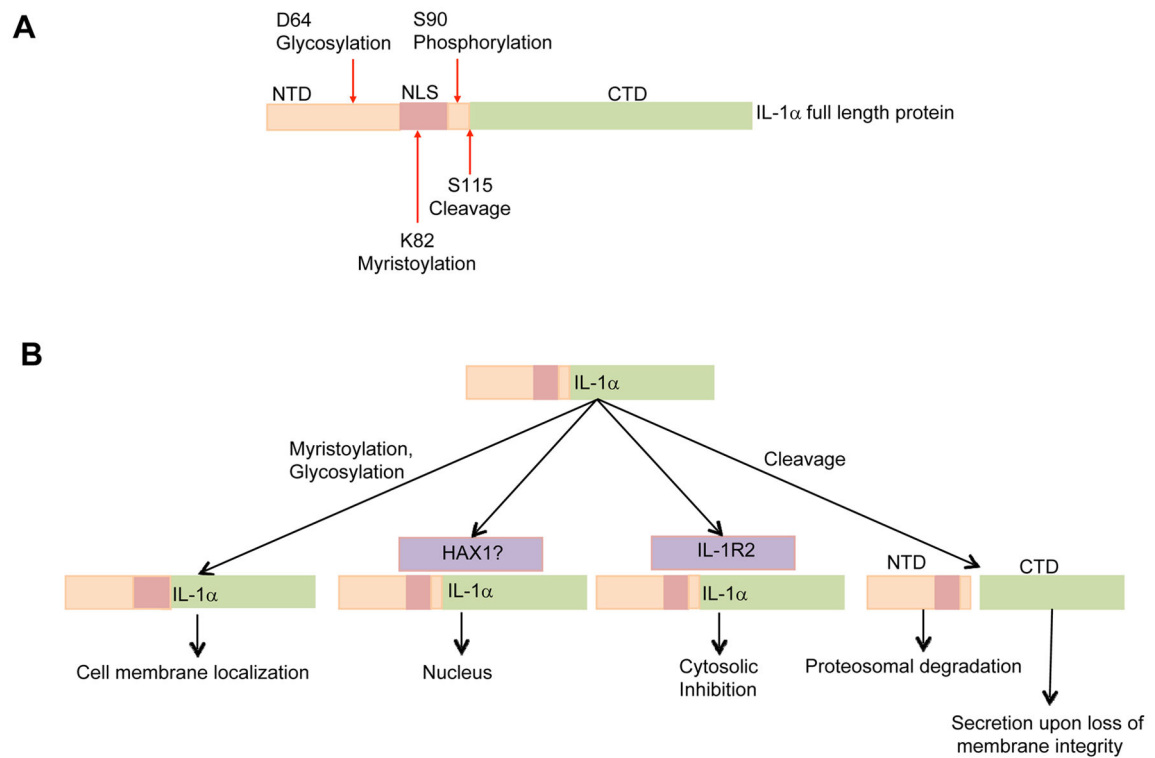 A
D64
Glycosylation
S90
Phosphorylation
NTD
NLS
CTD
IL-1α full length protein
S115
Cleavage
K82
Myristoylation
B
IL-1α
Myristoylation,
Glycosylation
Cleavage
HAX1?
IL-1R2
NTD
CTD
IL-1α
IL-1α
IL-1α
Cell membrane localization
Nucleus
Cytosolic
Inhibition
Proteosomal degradation
Secretion upon loss of
membrane integrity